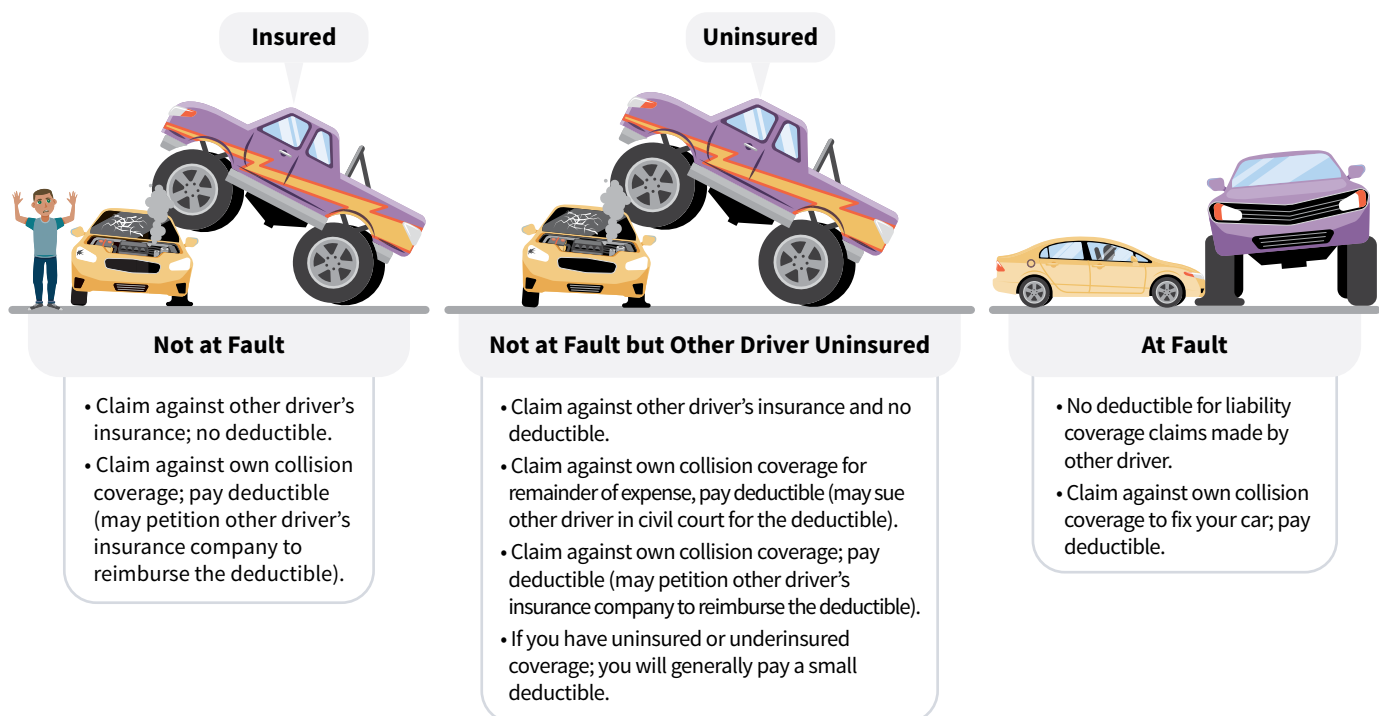 Insured
Uninsured
Not at Fault
• Claim against other driver’s
insurance; no deductible.
• Claim against own collision
coverage; pay deductible
(may petition other driver’s
insurance company to
reimburse the deductible).
Not at Fault but Other Driver Uninsured
• Claim against other driver’s insurance and no
deductible.
• Claim against own collision coverage for
remainder of expense, pay deductible (may sue
other driver in civil court for the deductible).
• Claim against own collision coverage; pay
deductible (may petition other driver’s
insurance company to reimburse the deductible).
• If you have uninsured or underinsured
coverage; you will generally pay a small
deductible.
At Fault
• No deductible for liability
coverage claims made by
other driver.
• Claim against own collision
coverage to fix your car; pay
deductible.